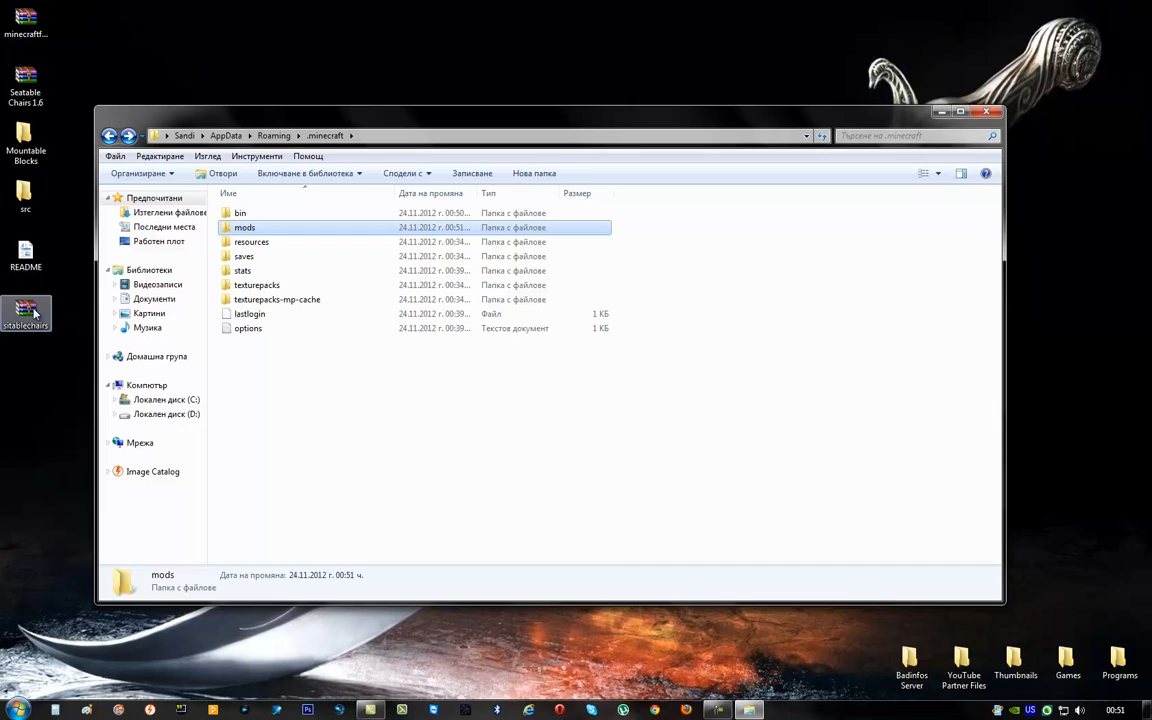 minecraftf...
Seatable
Chairs 1.6
Mountable
Blocks
src
README
sitablechairs
Sandi
AppData
Roaming
.minecraft
Търсене на .minecraft
Файл
Редактиране
Изглед
Инструменти
Помощ
Организиране
Отвори
Включване в библиотека
Сподели с
Записване
Нова папка
Име
Дата на промяна
Тип
Размер
bin 24.11.2012 г. 00:50... Папка с файлове
mods 24.11.2012 г. 00:51... Папка с файлове
resources 24.11.2012 г. 00:34... Папка с файлове
saves 24.11.2012 г. 00:34... Папка с файлове
stats 24.11.2012 г. 00:39... Папка с файлове
texturepacks 24.11.2012 г. 00:34... Папка с файлове
texturepacks-mp-cache 24.11.2012 г. 00:34... Папка с файлове
lastlogin 24.11.2012 г. 00:39... Файл 1 КБ
options 24.11.2012 г. 00:39... Текстов документ 1 КБ
Предпочитани
Изтеглени файлове
Последни места
Работен плот
Библиотеки
Видеозаписи
Документи
Картини
Музика
Домашна група
Компютър
Локален диск (C:)
Локален диск (D:)
Мрежа
Image Catalog
mods
Дата на промяна: 24.11.2012 г. 00:51 ч.
Папка с файлове
Badinfos
Server
YouTube
Partner Files
Thumbnails
Games
Programs
US
00:51